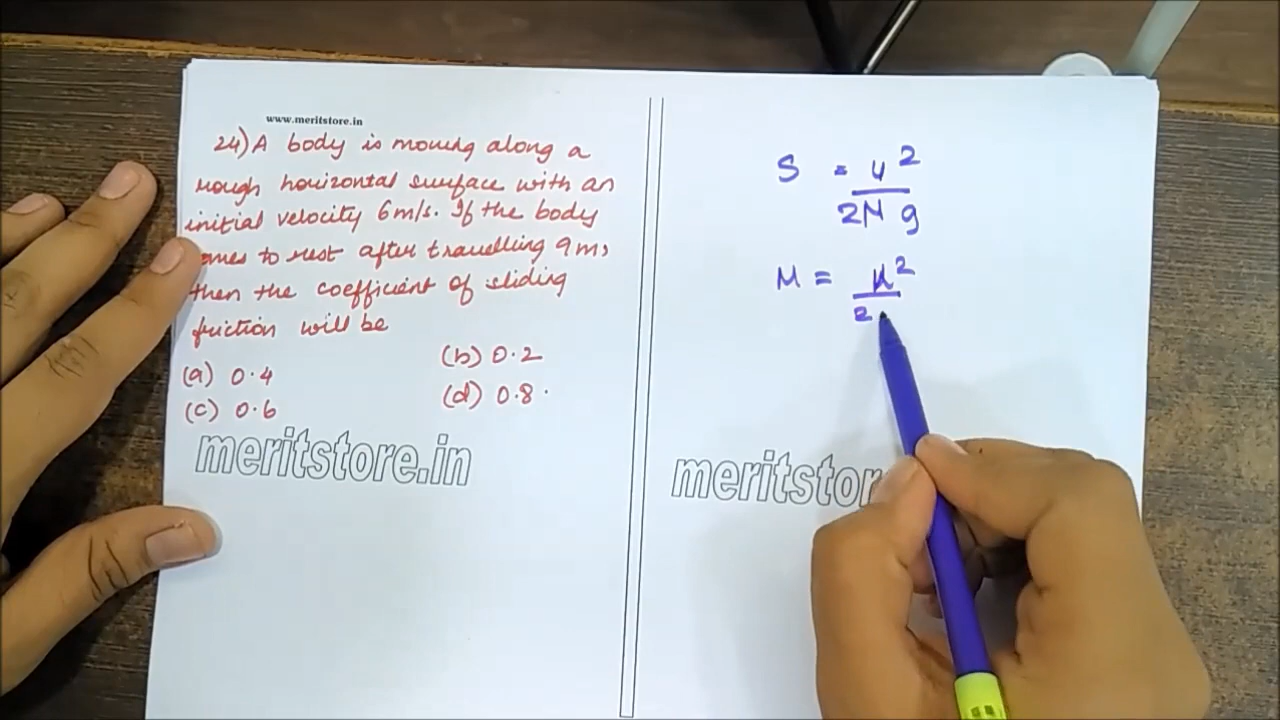 www.meritstore.in
24) A body is moving along a
rough horizontal surface with an
initial velocity 6m/s. If the body
comes to rest after travelling 9m,
then the coefficient of sliding
friction will be
(a) 0.4 (b) 0.2
(c) 0.6 (d) 0.8.
meritstore.in
S = u²
2μ g
μ = u²
2
meritstor